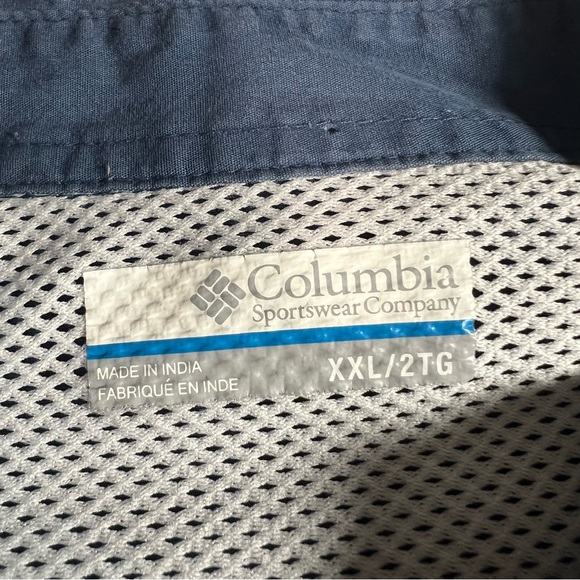 Columbia
Sportswear Company
MADE IN INDIA
FABRIQUÉ EN INDE
XXL/2TG